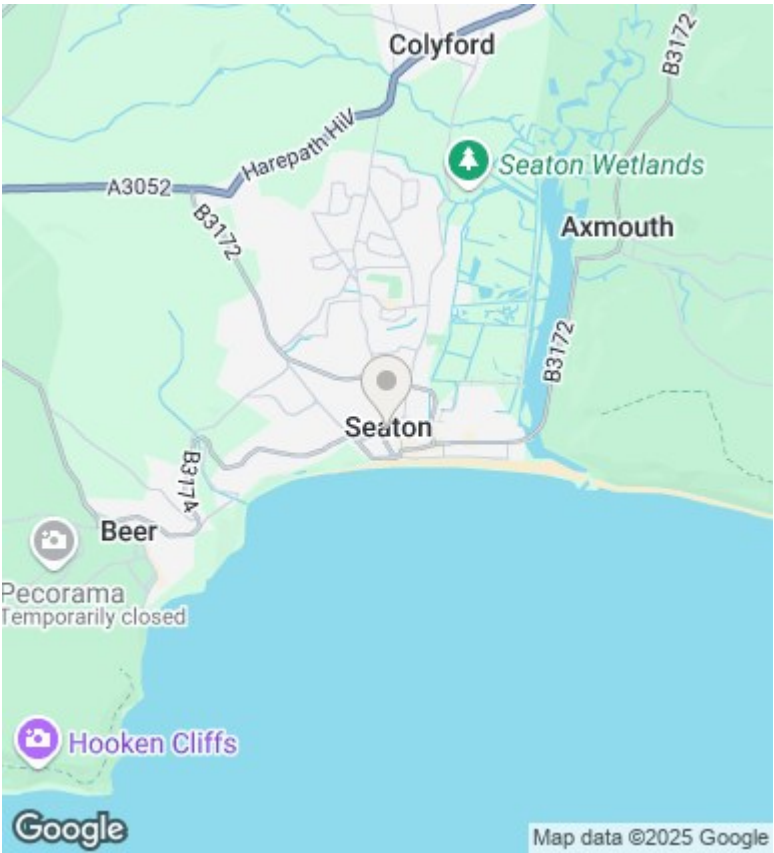 Colyford
B3172
Harepath Hill
Seaton Wetlands
A3052
B3172
Axmouth
B3172
Seaton
B3174
Beer
Pecorama
Temporarily closed
Hooken Cliffs
Google
Map data ©2025 Google